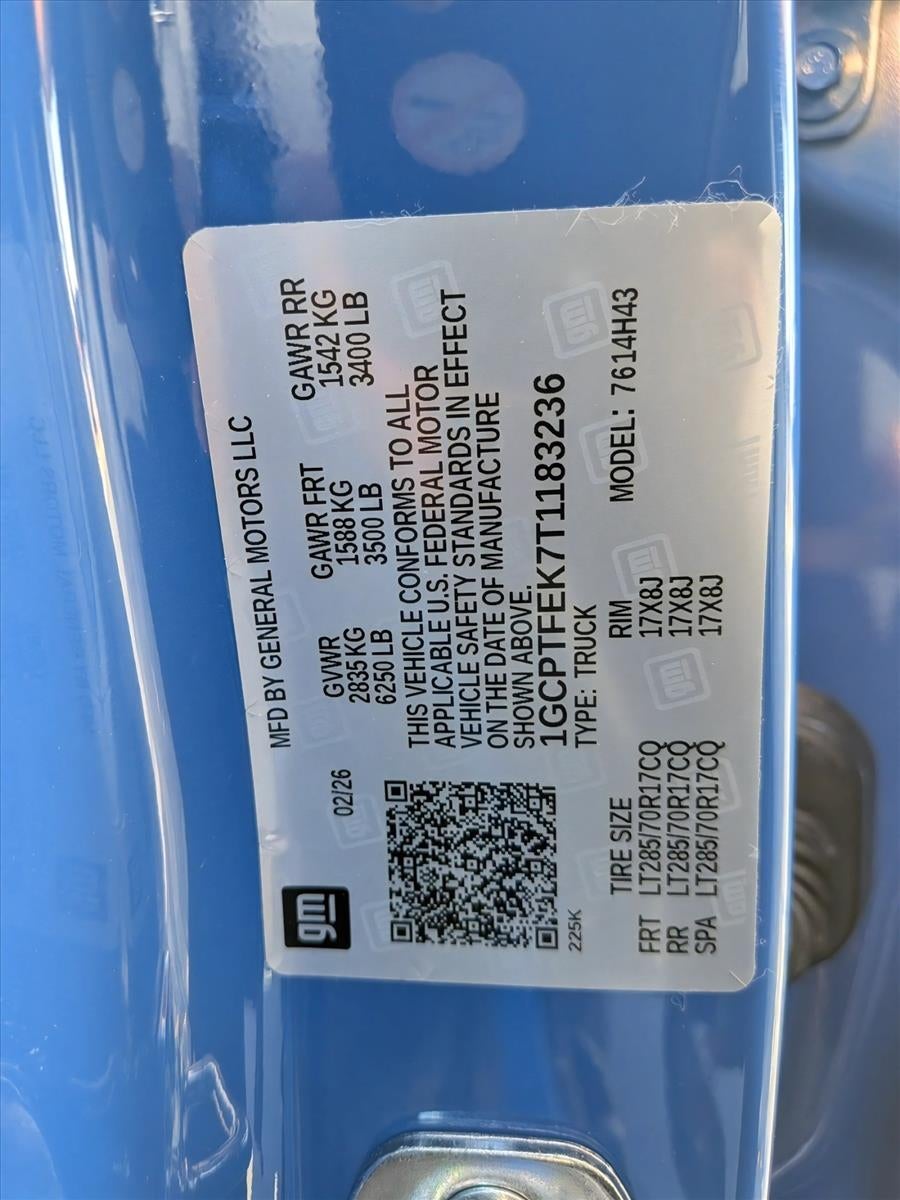 gm
02/26
MFD BY GENERAL MOTORS LLC
GVWR GAWR FRT GAWR RR
2835 KG 1588 KG 1542 KG
6250 LB 3500 LB 3400 LB
THIS VEHICLE CONFORMS TO ALL
APPLICABLE U.S. FEDERAL MOTOR
VEHICLE SAFETY STANDARDS IN EFFECT
ON THE DATE OF MANUFACTURE
SHOWN ABOVE.
1GCPTFEK7T1183236
225K
TYPE: TRUCK
TIRE SIZE RIM MODEL: 7614H43
FRT LT285/70R17CQ 17X8J
RR LT285/70R17CQ 17X8J
SPA LT285/70R17CQ 17X8J